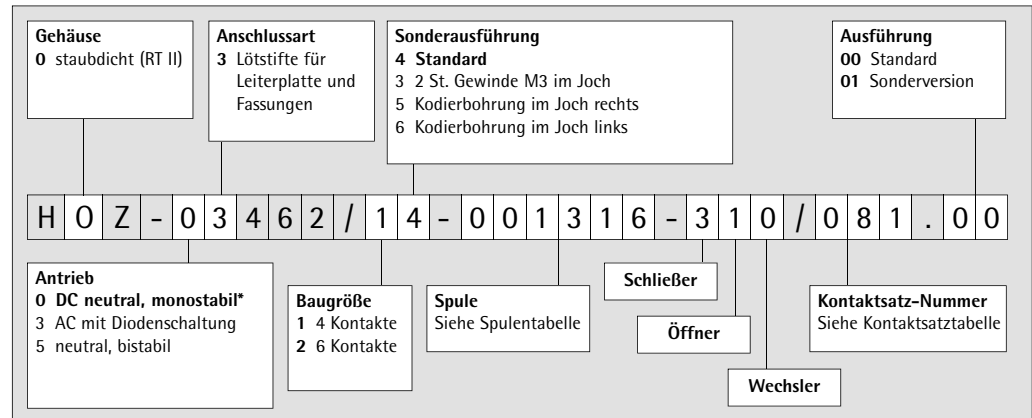 Gehäuse
0 staubdicht (RT II)
Anschlussart
3 Lötstifte für
Leiterplatte und
Fassungen
Sonderausführung
4 Standard
3 2 St. Gewinde M3 im Joch
5 Kodierbohrung im Joch rechts
6 Kodierbohrung im Joch links
Ausführung
00 Standard
01 Sonderversion
H O Z - 0 3 4 6 2 / 1 4 - 0 0 1 3 1 6 - 3 1 0 / 0 8 1 . 0 0
Antrieb
0 DC neutral, monostabil*
3 AC mit Diodenschaltung
5 neutral, bistabil
Baugröße
1 4 Kontakte
2 6 Kontakte
Spule
Siehe Spulentabelle
Schließer
Öffner
Wechsler
Kontaktsatz-Nummer
Siehe Kontaktsatztabelle